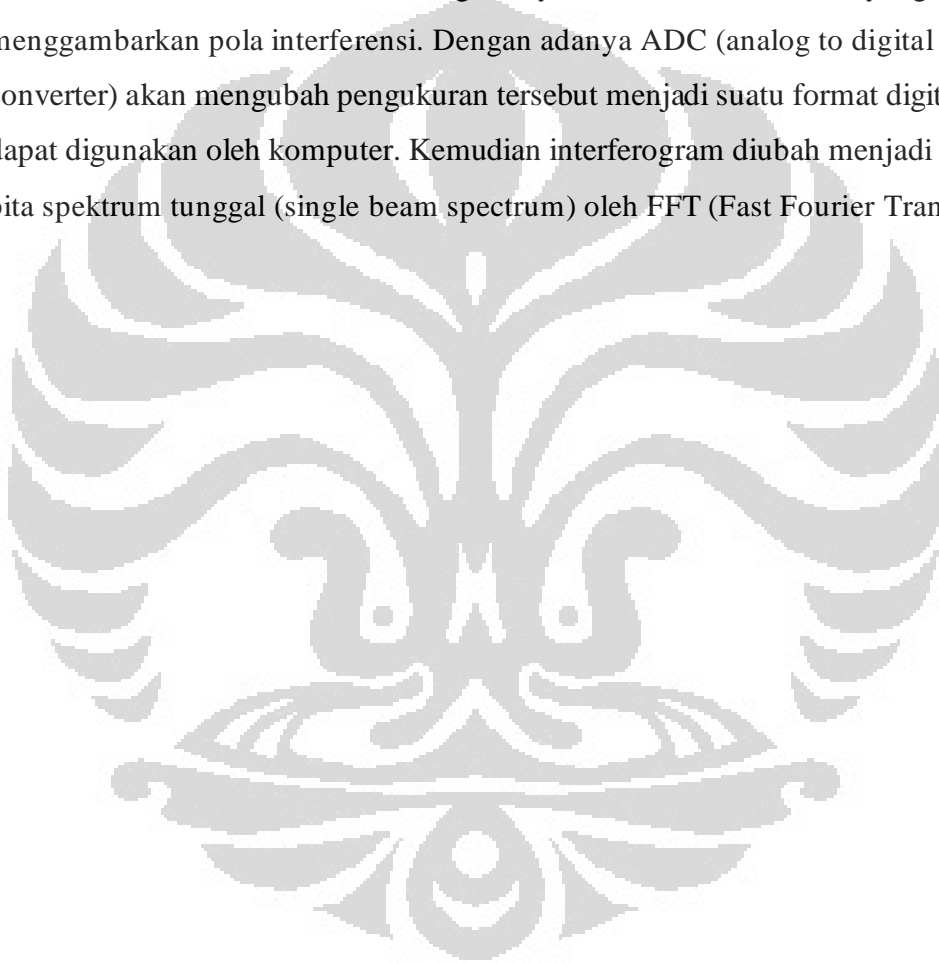 menggambarkan pola interferensi. Dengan adanya ADC (analog to digital
converter) akan mengubah pengukuran tersebut menjadi suatu format digit
dapat digunakan oleh komputer. Kemudian interferogram diubah menjadi
pita spektrum tunggal (single beam spectrum) oleh FFT (Fast Fourier Tran